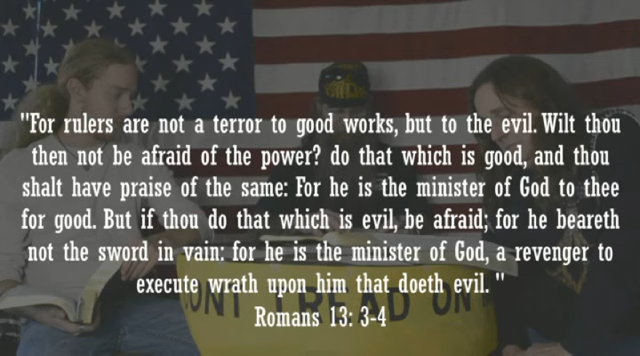 "For rulers are not a terror to good works, but to the evil. Wilt thou
then not be afraid of the power? do that which is good, and thou
shalt have praise of the same: For he is the minister of God to thee
for good. But if thou do that which is evil, be afraid; for he beareth
not the sword in vain: for he is the minister of God, a revenger to
execute wrath upon him that doeth evil. "
DONT TREAD ON
Romans 13: 3-4